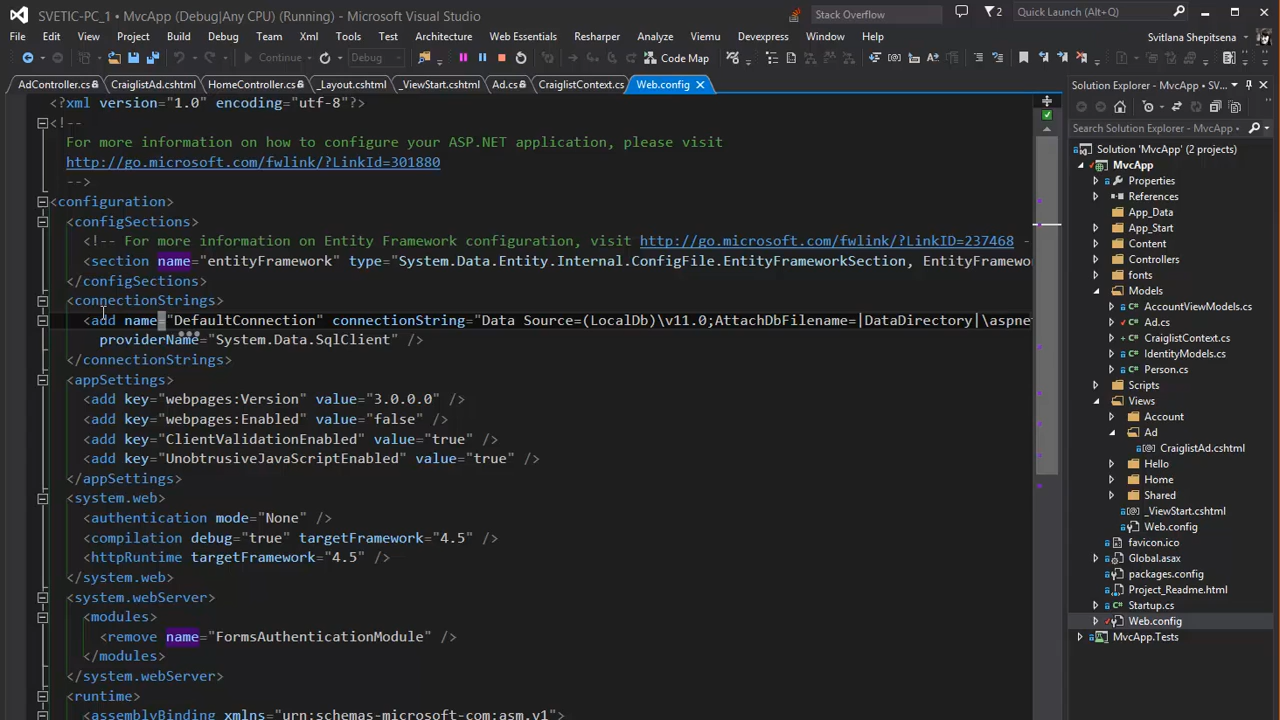 SVETIC-PC_1 > MvcApp (Debug|Any CPU) (Running) - Microsoft Visual Studio
Stack Overflow
2
Quick Launch (Alt+Q)
File Edit View Project Build Debug Team Xml Tools Test Architecture Web Essentials Resharper Analyze Viemu Devexpress Window Help
Svitlana Shepitsena
Continue Debug Code Map
AdController.cs CraiglistAd.cshtml HomeController.cs _Layout.cshtml _ViewStart.cshtml Ad.cs CraiglistContext.cs Web.config
<?xml version="1.0" encoding="utf-8"?>
<!--
For more information on how to configure your ASP.NET application, please visit
http://go.microsoft.com/fwlink/?LinkId=301880
-->
<configuration>
<configSections>
<!-- For more information on Entity Framework configuration, visit http://go.microsoft.com/fwlink/?LinkID=237468 -
<section name="entityFramework" type="System.Data.Entity.Internal.ConfigFile.EntityFrameworkSection, EntityFramewo
</configSections>
<connectionStrings>
<add name="DefaultConnection" connectionString="Data Source=(LocalDb)\v11.0;AttachDbFilename=|DataDirectory|\aspne
providerName="System.Data.SqlClient" />
</connectionStrings>
<appSettings>
<add key="webpages:Version" value="3.0.0.0" />
<add key="webpages:Enabled" value="false" />
<add key="ClientValidationEnabled" value="true" />
<add key="UnobtrusiveJavaScriptEnabled" value="true" />
</appSettings>
<system.web>
<authentication mode="None" />
<compilation debug="true" targetFramework="4.5" />
<httpRuntime targetFramework="4.5" />
</system.web>
<system.webServer>
<modules>
<remove name="FormsAuthenticationModule" />
</modules>
</system.webServer>
<runtime>
<assemblyBinding xmlns="urn:schemas-microsoft-com:asm.v1">
Solution Explorer - MvcApp > SV...
Search Solution Explorer - MvcApp (Ctrl+
Solution 'MvcApp' (2 projects)
MvcApp
Properties
References
App_Data
App_Start
Content
Controllers
fonts
Models
AccountViewModels.cs
Ad.cs
CraiglistContext.cs
IdentityModels.cs
Person.cs
Scripts
Views
Account
Ad
CraiglistAd.cshtml
Hello
Home
Shared
_ViewStart.cshtml
Web.config
favicon.ico
Global.asax
packages.config
Project_Readme.html
Startup.cs
Web.config
MvcApp.Tests